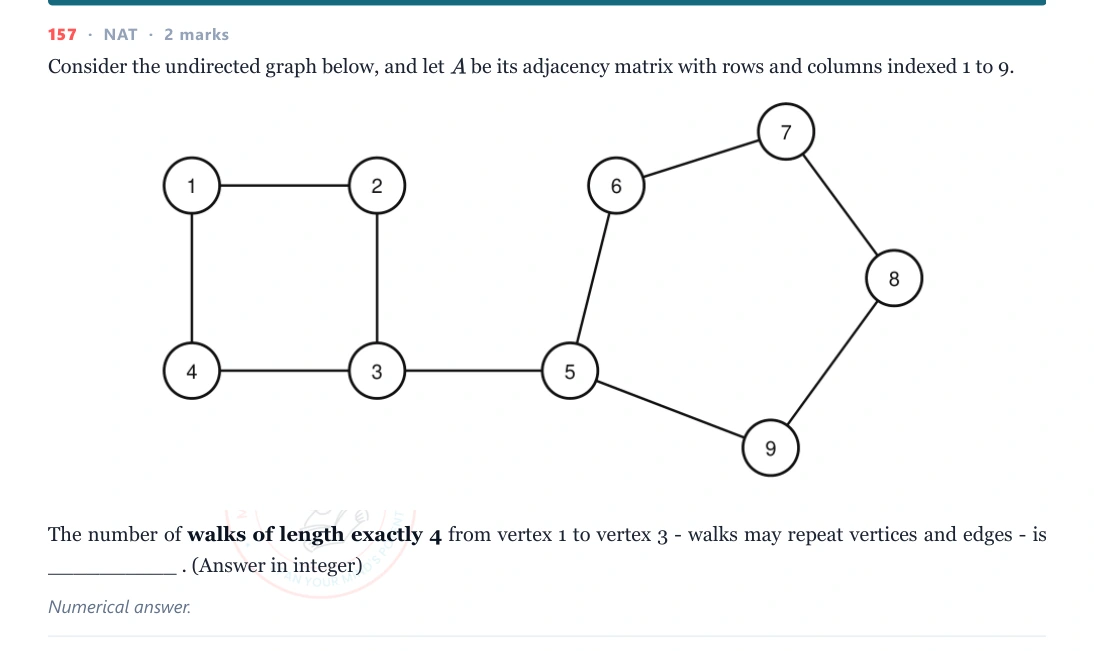 157 · NAT · 2 marks
Consider the undirected graph below, and let A be its adjacency matrix with rows and columns indexed 1 to 9.
7
1
2
6
8
4
3
5
9
The number of walks of length exactly 4 from vertex 1 to vertex 3 - walks may repeat vertices and edges - is
____________ . (Answer in integer)
Numerical answer.